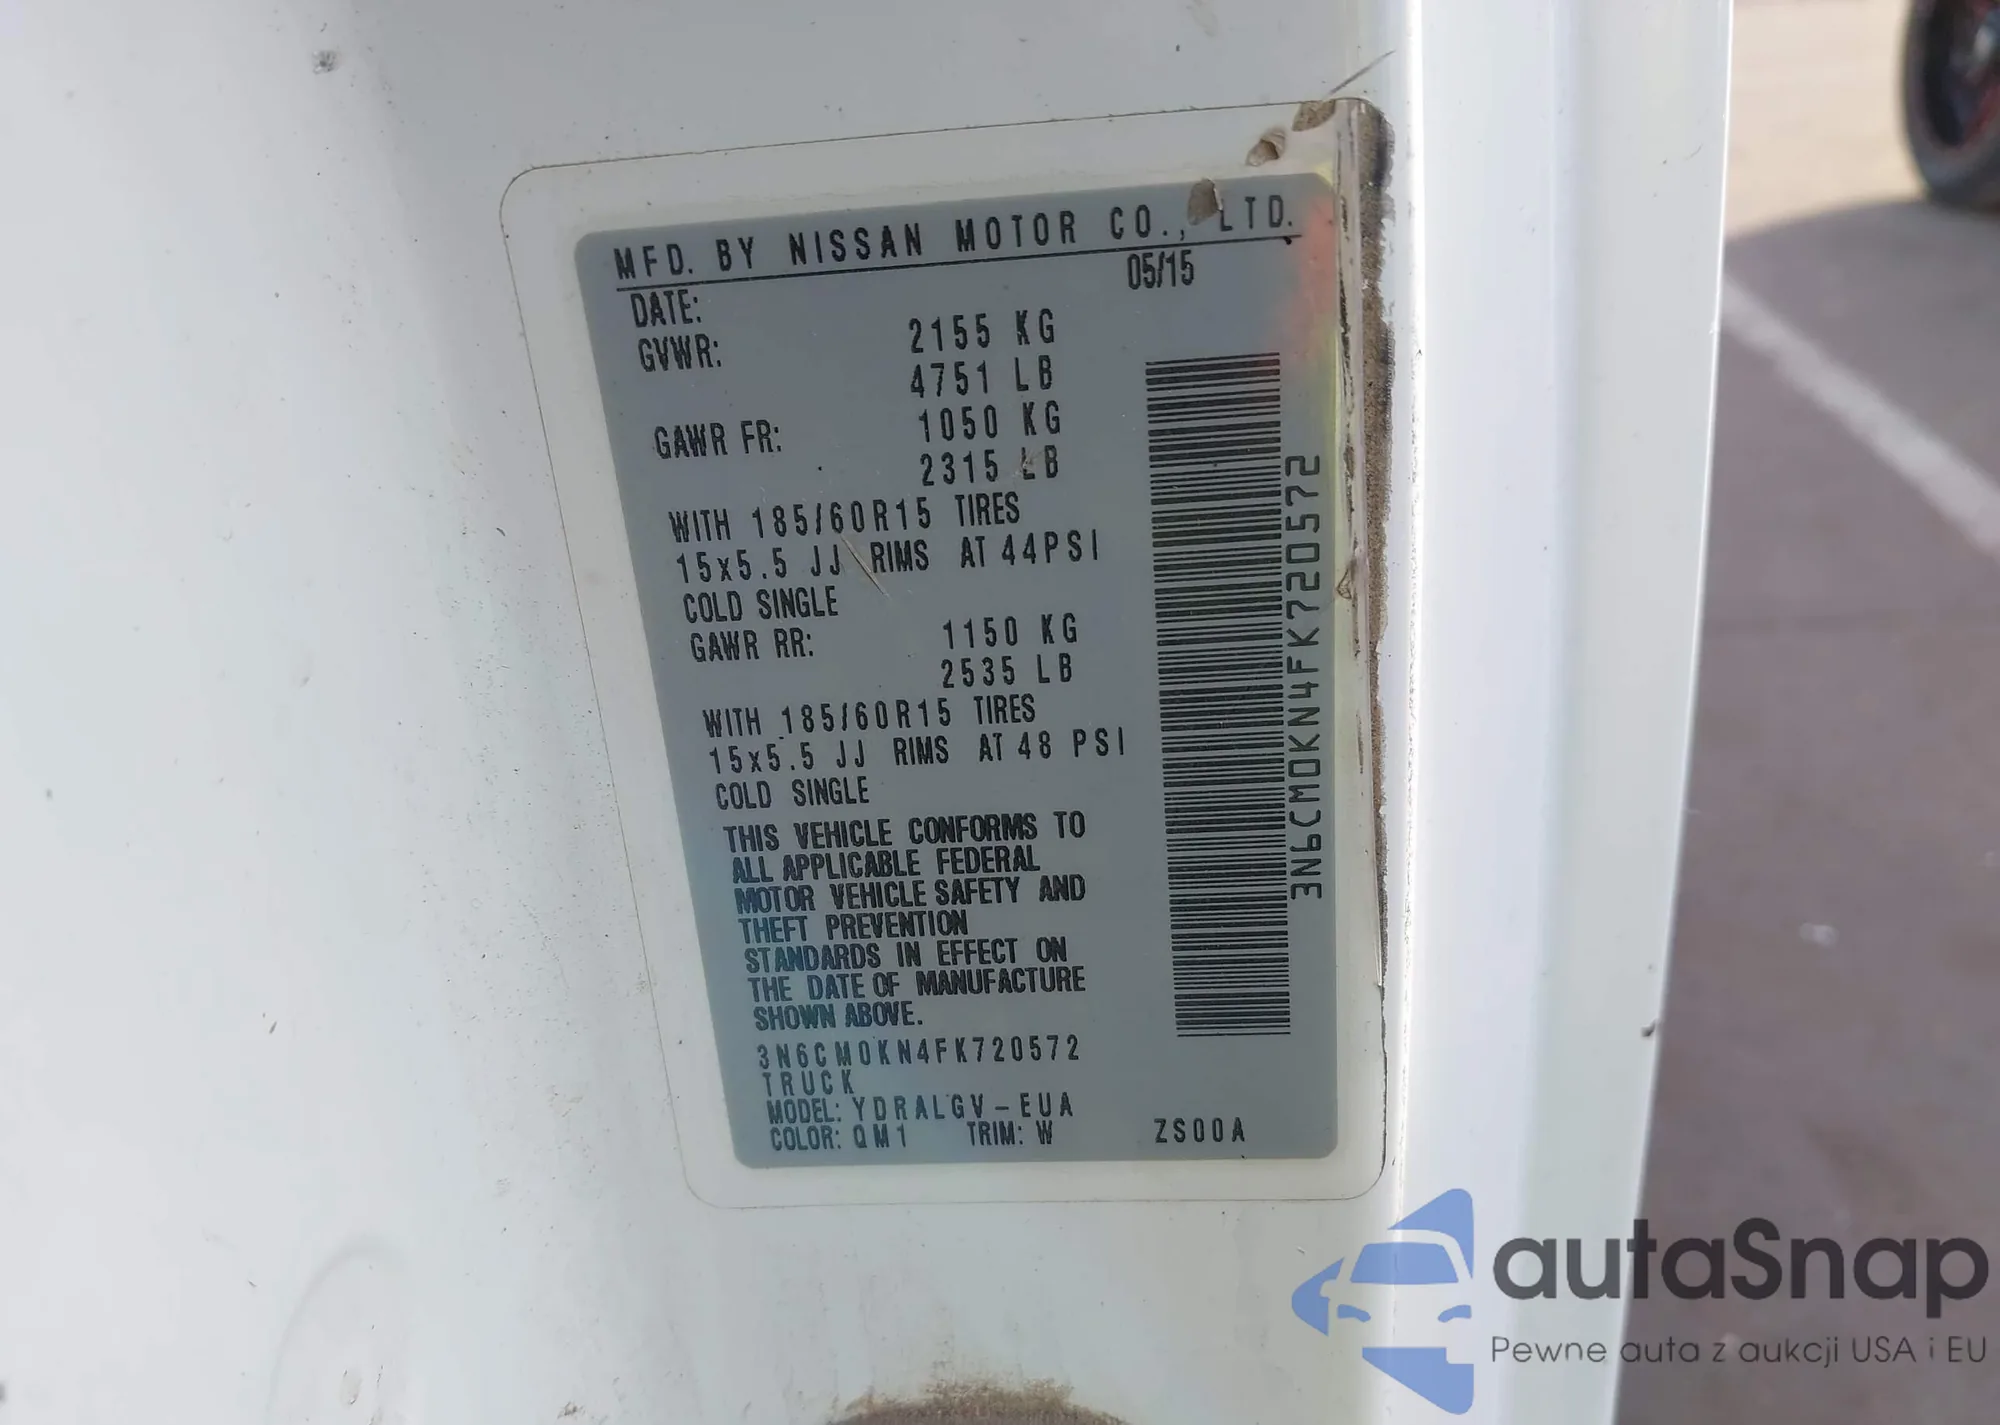 MFD. BY NISSAN MOTOR CO., LTD.
DATE: 05/15
GVWR: 2155 KG
4751 LB
GAWR FR: 1050 KG
2315 LB
WITH 185/60R15 TIRES
15x5.5 JJ RIMS AT 44PSI
COLD SINGLE
GAWR RR: 1150 KG
2535 LB
WITH 185/60R15 TIRES
15x5.5 JJ RIMS AT 48 PSI
COLD SINGLE
THIS VEHICLE CONFORMS TO
ALL APPLICABLE FEDERAL
MOTOR VEHICLE SAFETY AND
THEFT PREVENTION
STANDARDS IN EFFECT ON
THE DATE OF MANUFACTURE
SHOWN ABOVE.
3N6CM0KN4FK720572
TRUCK
MODEL: YDRALGV-EUA
COLOR: QM1 TRIM: W ZS00A
3N6CM0KN4FK720572
autaSnap
Pewne auta z aukcji USA i EU